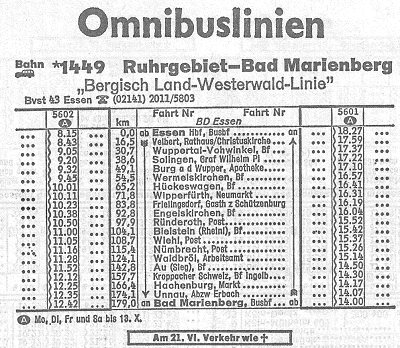 Omnibuslinien
Bahn *1449 Ruhrgebiet–Bad Marienberg
„Bergisch Land-Westerwald-Linie"
Bvst 43 Essen ☎ (02141) 2011/5803
Fahrt Nr Fahrt Nr
5602 Ⓐ km BD Essen 5601 Ⓐ
••• 8.15 ••• 0,0 ab Essen Hbf, Busbf an ••• 18.27 •••
••• 8.43 ••• 16,5 Velbert, Rathaus/Christuskirche ••• 17.59 •••
••• 9.05 ••• 30,7 Wuppertal-Vohwinkel, Bf ••• 17.37 •••
••• 9.20 ••• 38,6 Solingen, Graf Wilhelm Pl ••• 17.22 •••
••• 9.32 ••• 49,1 Burg a d Wupper, Apotheke ••• 17.10 •••
••• 9.45 ••• 54,5 Wermelskirchen, Bf ••• 16.57 •••
••• 10.01 ••• 65,2 Hückeswagen, Bf ••• 16.41 •••
••• 10.11 ••• 71,8 Wipperfürth, Neumarkt ••• 16.31 •••
••• 10.23 ••• 83,8 Frielingsdorf, Gasth z Schützenburg ••• 16.19 •••
••• 10.38 ••• 92,8 Engelskirchen, Bf ••• 16.04 •••
••• 10.50 ••• 97,9 Ründeroth, Post ••• 15.52 •••
••• 11.00 ••• 104,1 Bielstein (Rheinl), Bf ••• 15.42 •••
••• 11.05 ••• 108,7 Wiehl, Post ••• 15.37 •••
••• 11.16 ••• 115,4 Nümbrecht, Post ••• 15.26 •••
••• 11.28 ••• 124,1 Waldbröl, Arbeitsamt ••• 15.14 •••
••• 11.52 ••• 142,8 Au (Sieg), Bf ••• 14.50 •••
••• 12.12 ••• 157,7 Kroppacher Schweiz, Bf Ingelb ••• 14.30 •••
••• 12.25 ••• 166,4 Hachenburg, Markt ••• 14.17 •••
••• 12.35 ••• 174,1 Unnau, Abzw Erbach ••• 14.07 •••
••• 12.42 ••• 179,0 an Bad Marienberg, Busbf ab ••• 14.00 •••
Ⓐ Mo, Di, Fr und Sa bis 13. X.
Am 21. VI. Verkehr wie †